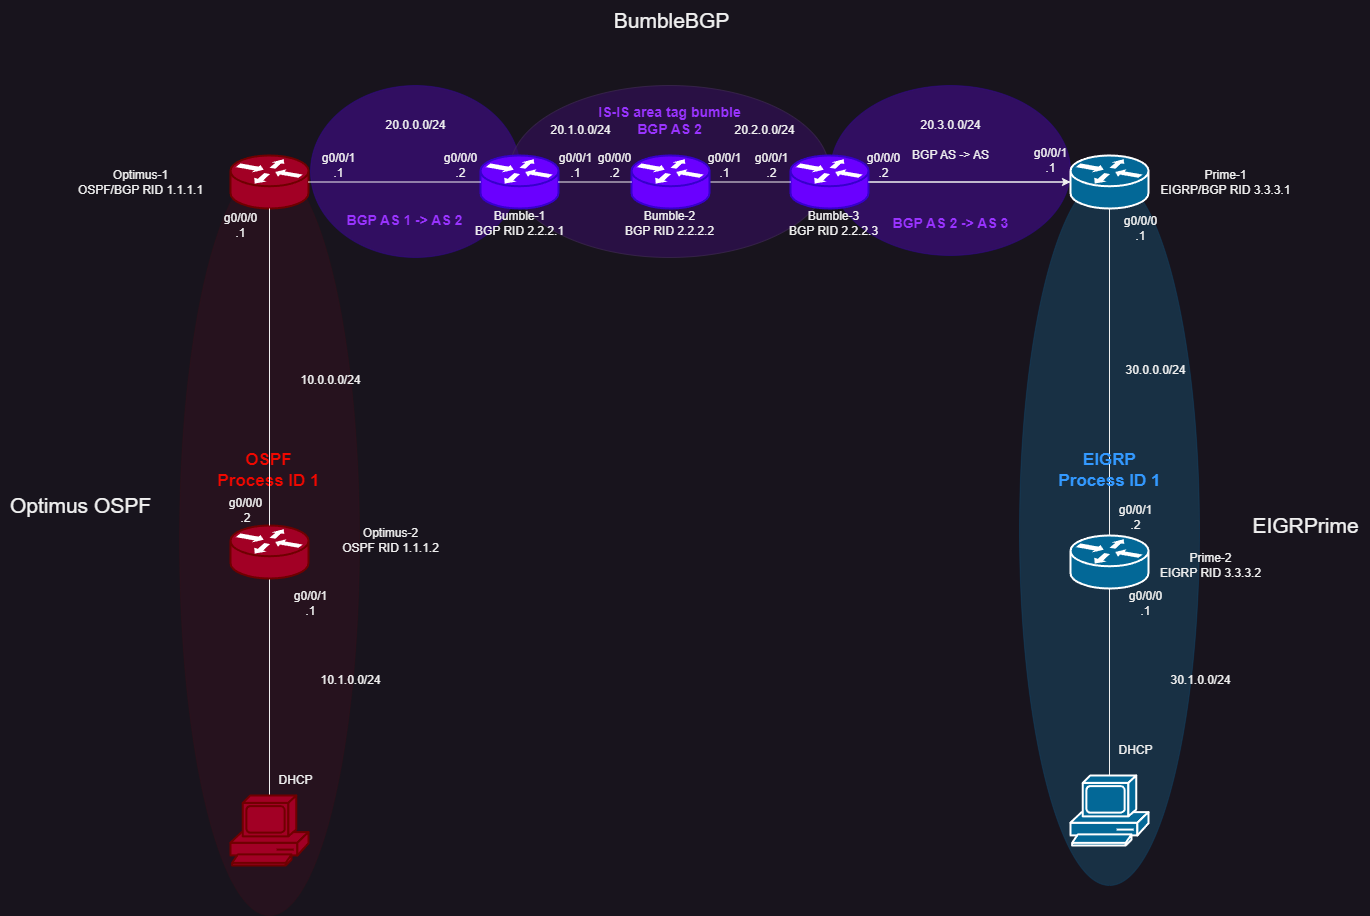 BumbleBGP
IS-IS area tag bumble
BGP AS 2
20.0.0.0/24
20.1.0.0/24
20.2.0.0/24
20.3.0.0/24
BGP AS -> AS
Optimus-1
OSPF/BGP RID 1.1.1.1
g0/0/1
.1
g0/0/0
.2
g0/0/1
.1
g0/0/0
.2
g0/0/1
.1
g0/0/1
.2
g0/0/0
.2
g0/0/1
.1
Prime-1
EIGRP/BGP RID 3.3.3.1
g0/0/0
.1
BGP AS 1 -> AS 2
Bumble-1
BGP RID 2.2.2.1
Bumble-2
BGP RID 2.2.2.2
Bumble-3
BGP RID 2.2.2.3
BGP AS 2 -> AS 3
g0/0/0
.1
10.0.0.0/24
30.0.0.0/24
OSPF
Process ID 1
EIGRP
Process ID 1
Optimus OSPF
g0/0/0
.2
Optimus-2
OSPF RID 1.1.1.2
g0/0/1
.2
EIGRPrime
Prime-2
EIGRP RID 3.3.3.2
g0/0/1
.1
g0/0/0
.1
10.1.0.0/24
30.1.0.0/24
DHCP
DHCP